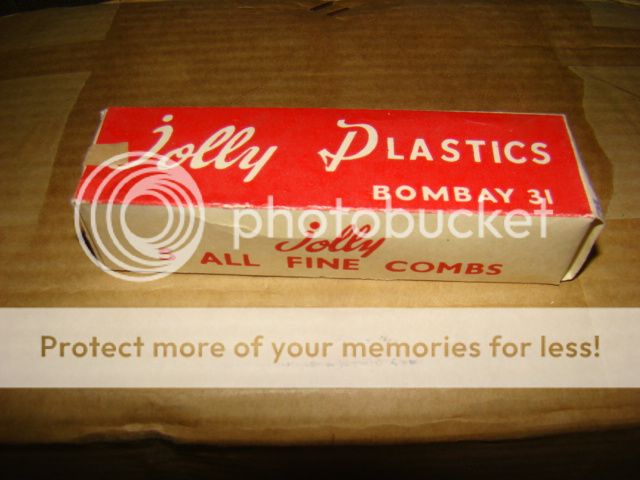 Jolly PLASTICS
BOMBAY 31
photobucket
Jolly
ALL FINE COMBS
Protect more of your memories for less!